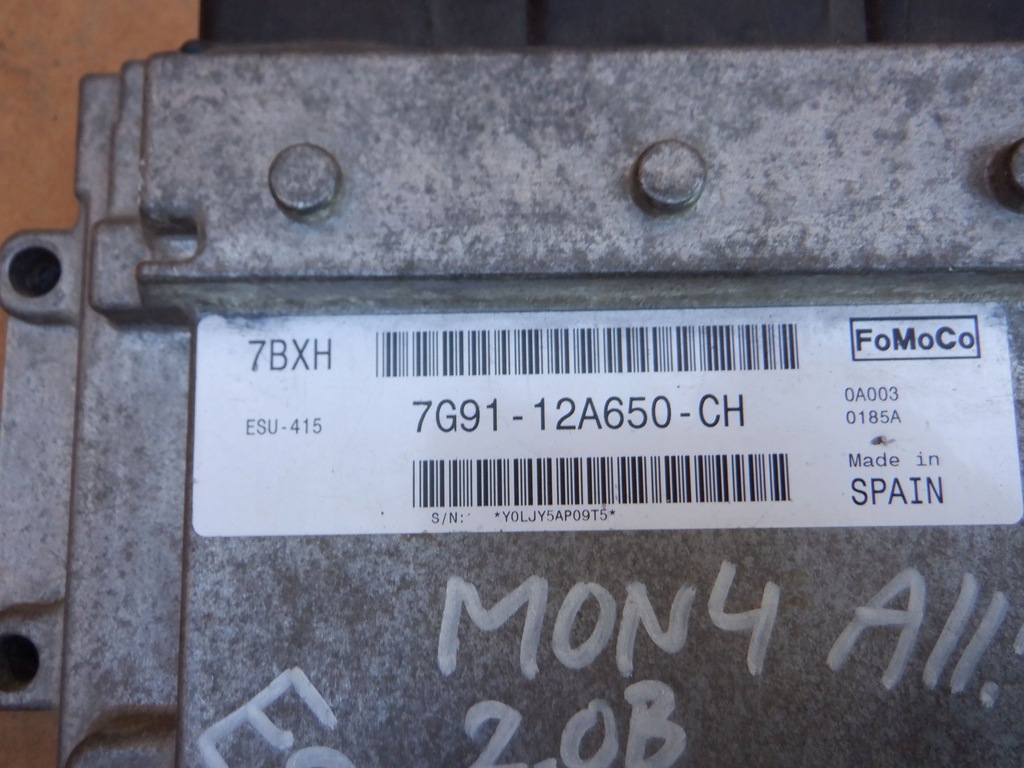 7BXH
FoMoCo
ESU-415
7G91-12A650-CH
0A003
0185A
Made in
SPAIN
S/N: *Y0LJY5AP09T5*
MON4 All.
2.0B